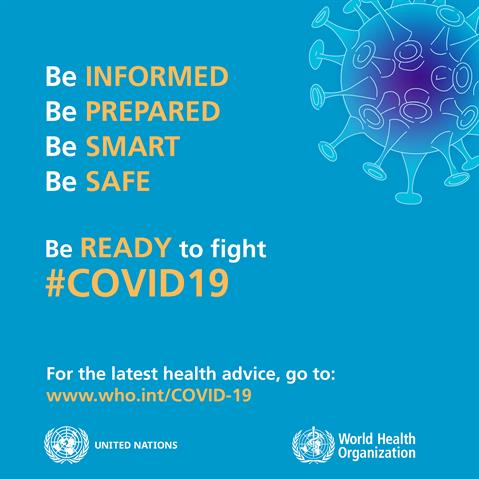 Be INFORMED
Be PREPARED
Be SMART
Be SAFE
Be READY to fight
#COVID19
For the latest health advice, go to:
www.who.int/COVID-19
UNITED NATIONS
World Health
Organization